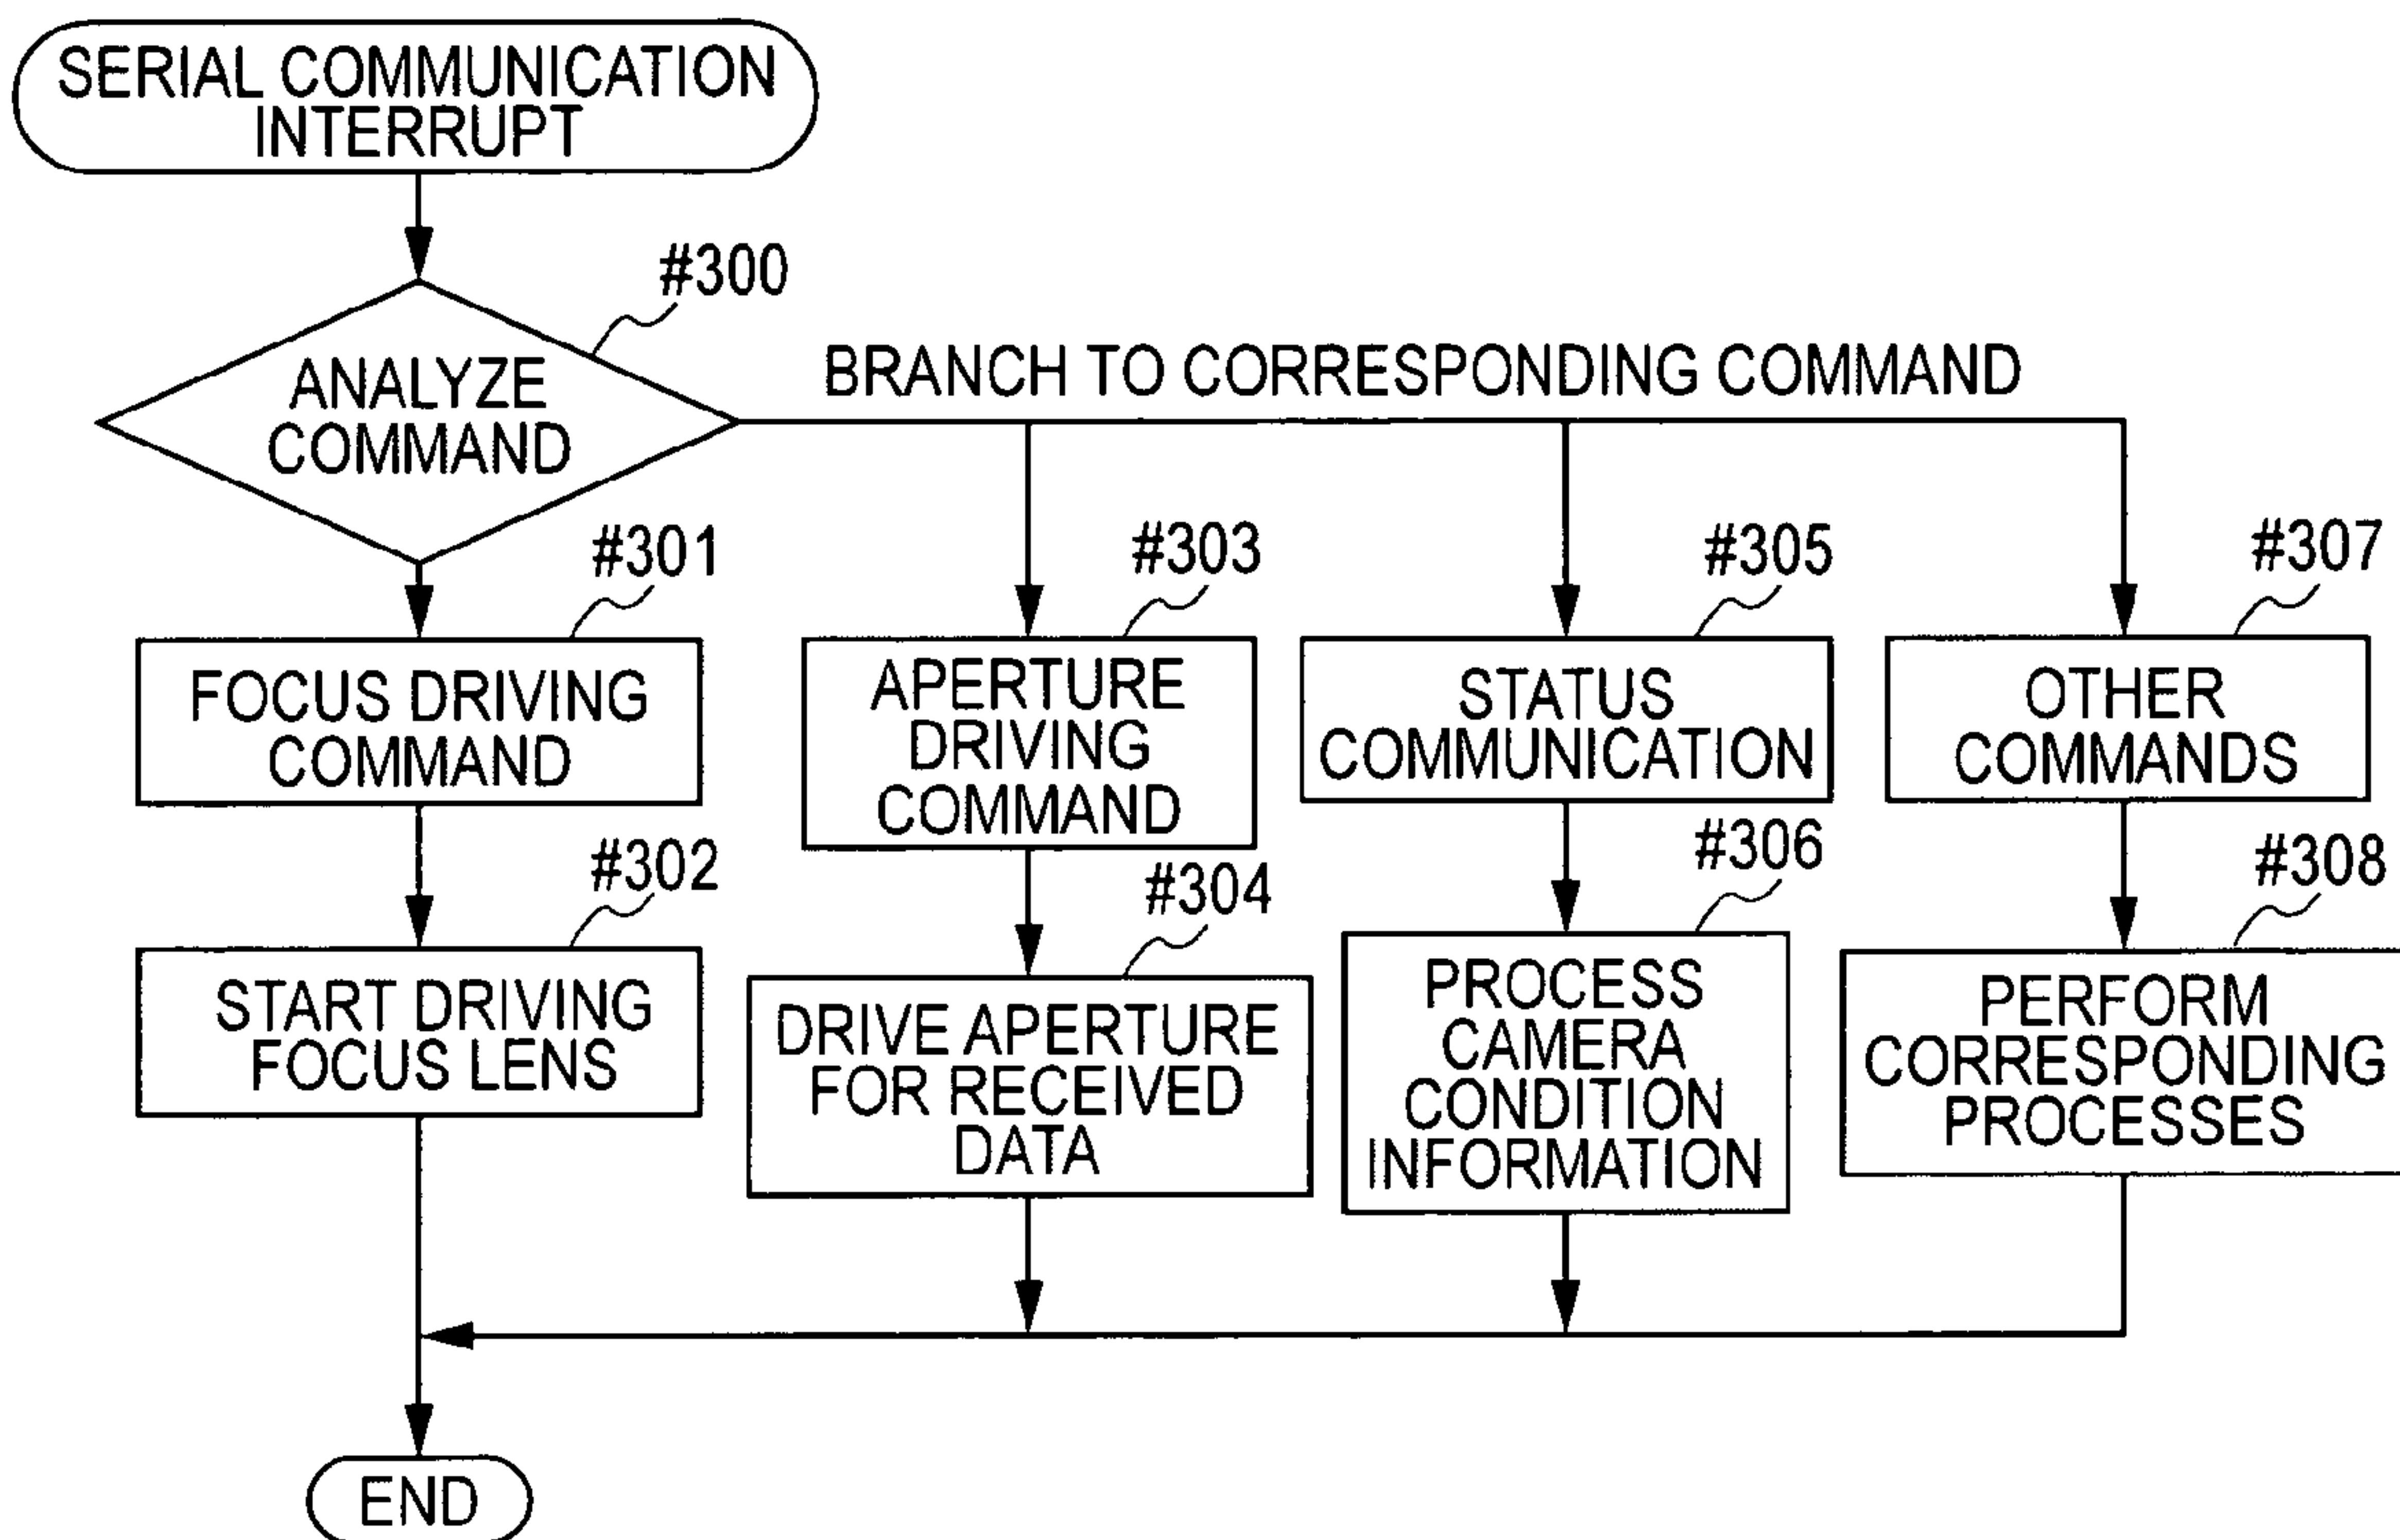 SERIAL COMMUNICATION
INTERRUPT
#300
ANALYZE
COMMAND
BRANCH TO CORRESPONDING COMMAND
#301
FOCUS DRIVING
COMMAND
#302
START DRIVING
FOCUS LENS
#303
APERTURE
DRIVING
COMMAND
#304
DRIVE APERTURE
FOR RECEIVED
DATA
#305
STATUS
COMMUNICATION
#306
PROCESS
CAMERA
CONDITION
INFORMATION
#307
OTHER
COMMANDS
#308
PERFORM
CORRESPONDING
PROCESSES
END